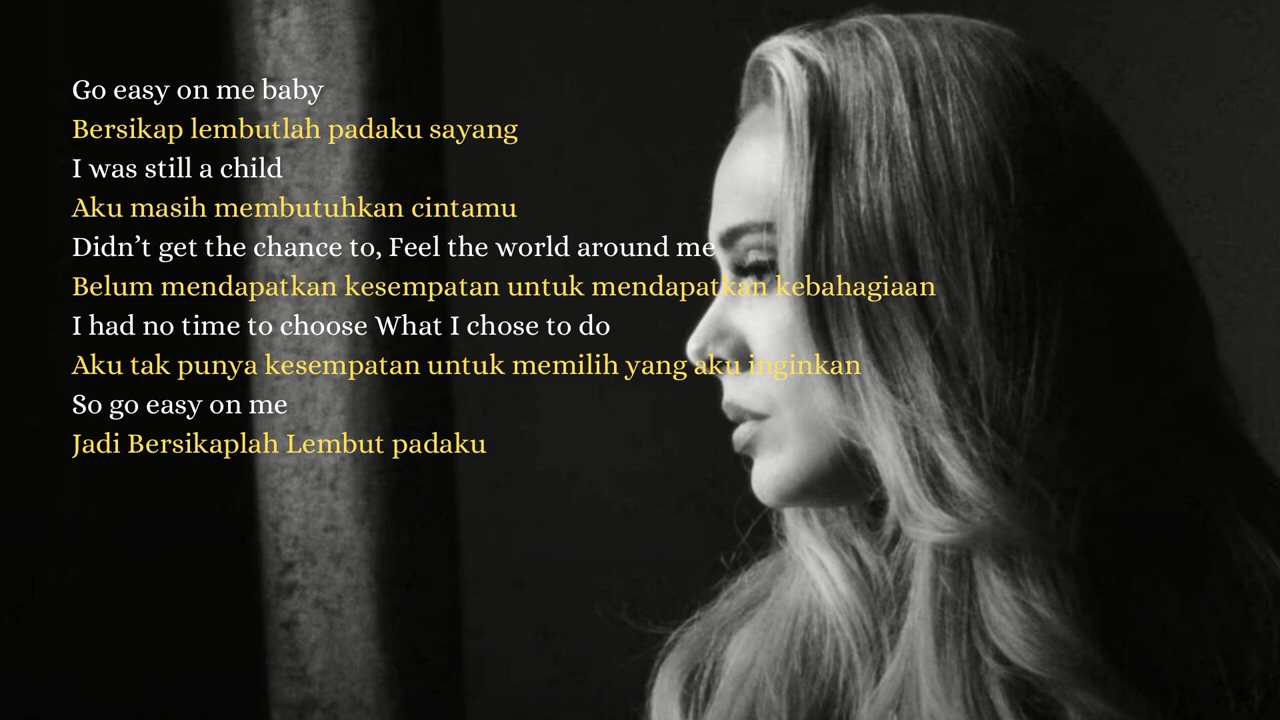 Go easy on me baby
Bersikap lembutlah padaku sayang
I was still a child
Aku masih membutuhkan cintamu
Didn’t get the chance to, Feel the world around me
Belum mendapatkan kesempatan untuk mendapatkan kebahagiaan
I had no time to choose What I chose to do
Aku tak punya kesempatan untuk memilih yang aku inginkan
So go easy on me
Jadi Bersikaplah Lembut padaku